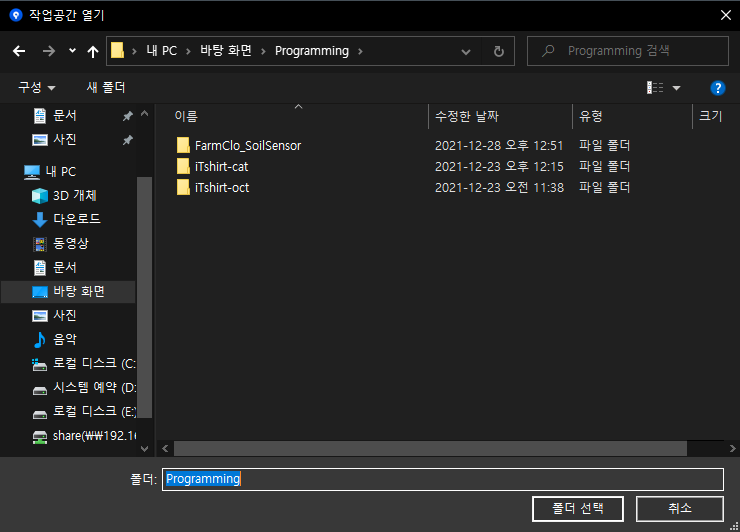 작업공간 열기
내 PC > 바탕 화면 > Programming >
Programming 검색
구성 새 폴더
이름 수정한 날짜 유형 크기
FarmClo_SoilSensor 2021-12-28 오후 12:51 파일 폴더
iTshirt-cat 2021-12-23 오후 12:15 파일 폴더
iTshirt-oct 2021-12-23 오전 11:38 파일 폴더
문서
사진
내 PC
3D 개체
다운로드
동영상
문서
바탕 화면
사진
음악
로컬 디스크 (C:
시스템 예약 (D:
로컬 디스크 (E:)
share(₩₩192.16
폴더: Programming
폴더 선택 취소